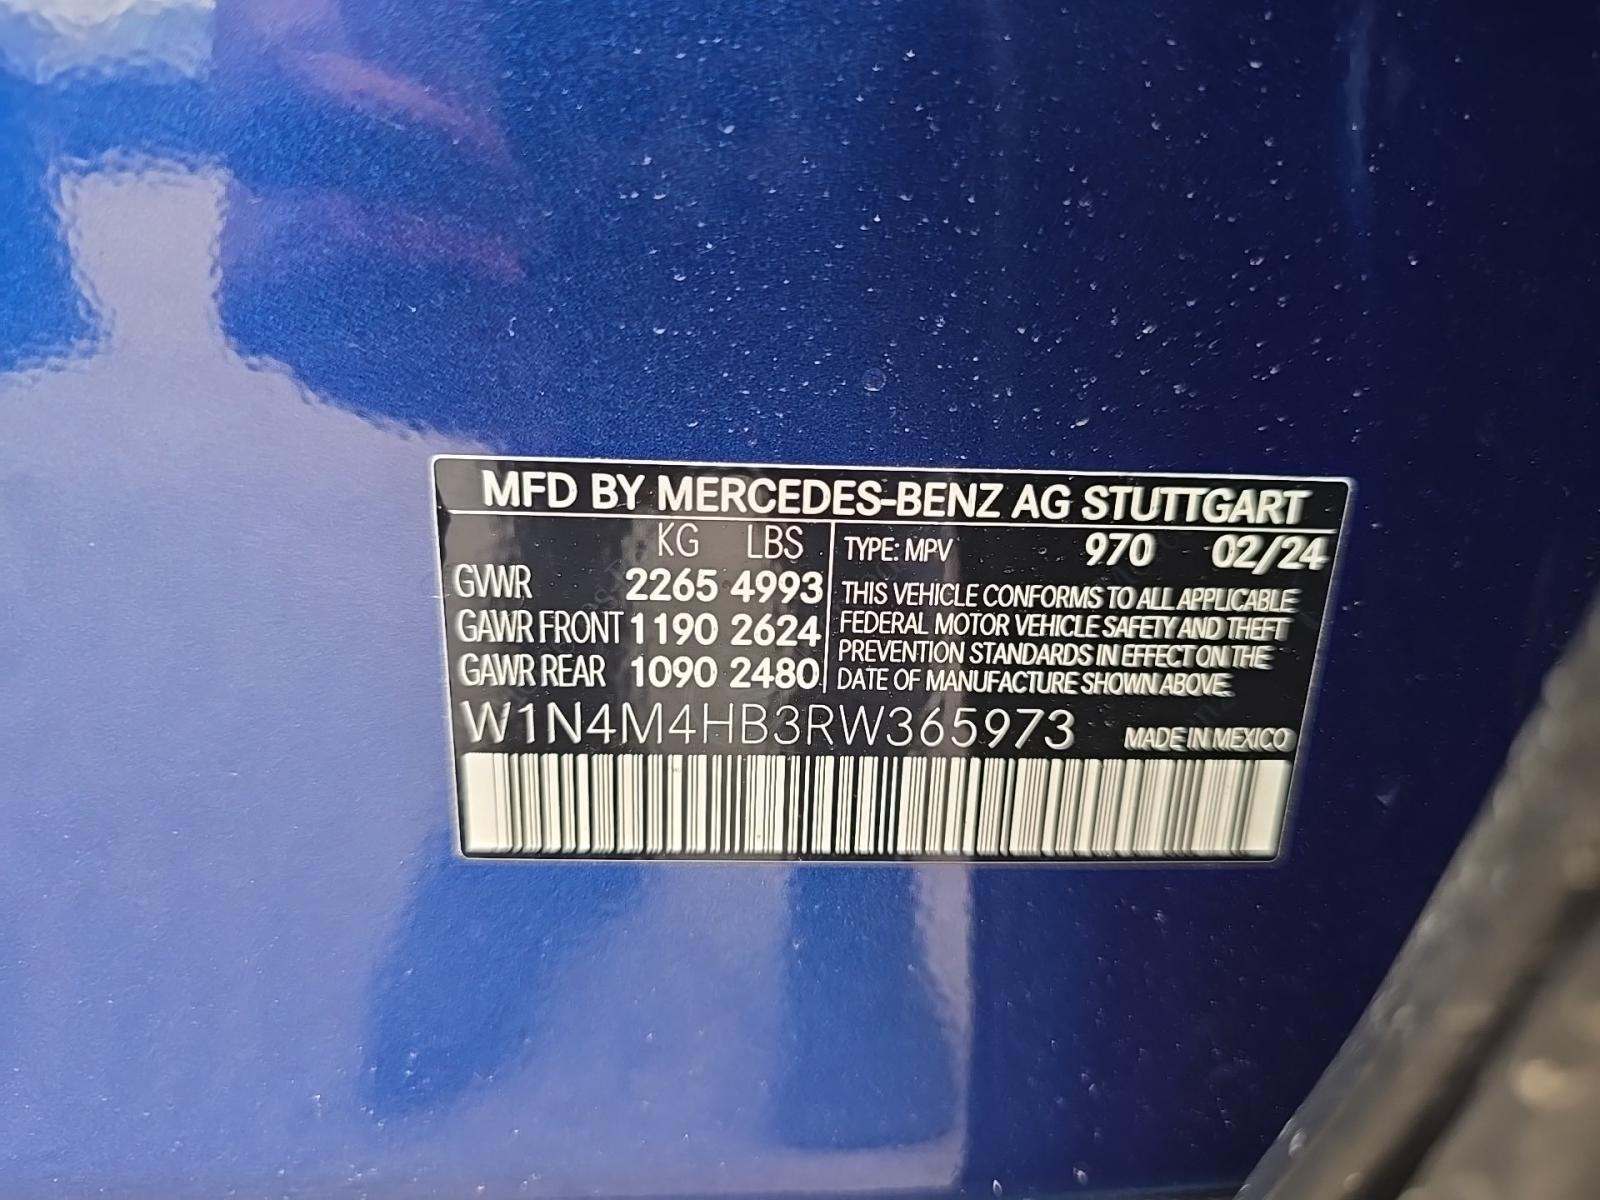 MFD BY MERCEDES-BENZ AG STUTTGART
KG LBS
GVWR 2265 4993
GAWR FRONT 1190 2624
GAWR REAR 1090 2480
TYPE: MPV 970 02/24
THIS VEHICLE CONFORMS TO ALL APPLICABLE
FEDERAL MOTOR VEHICLE SAFETY AND THEFT
PREVENTION STANDARDS IN EFFECT ON THE
DATE OF MANUFACTURE SHOWN ABOVE.
W1N4M4HB3RW365973 MADE IN MEXICO